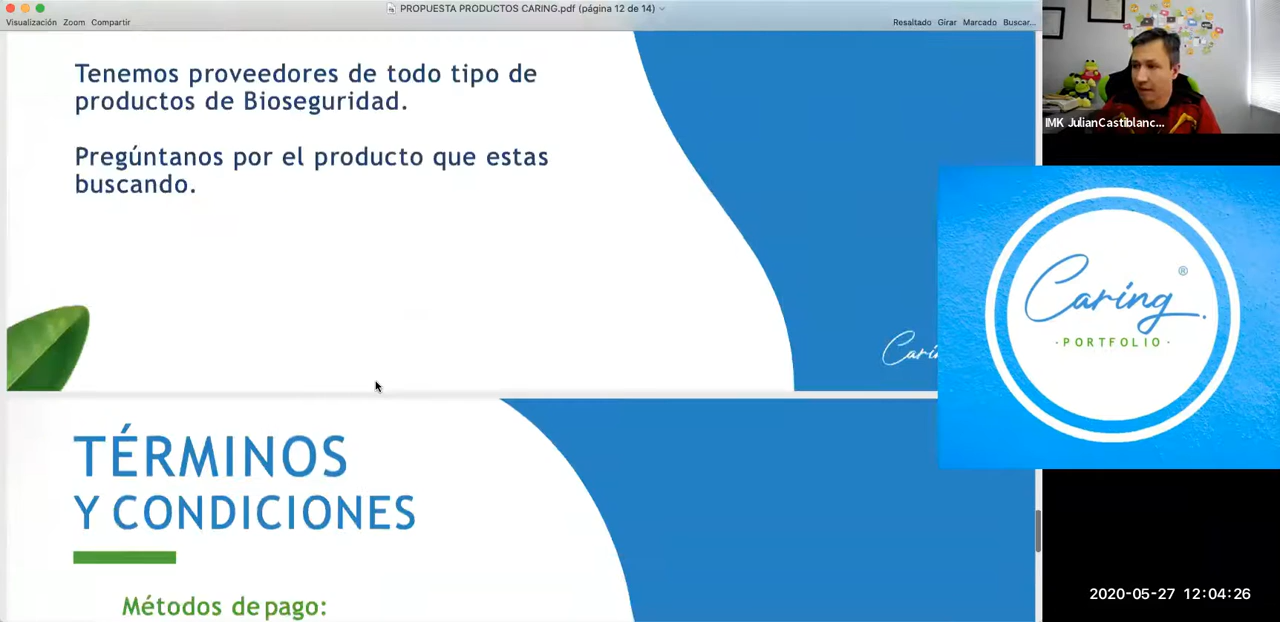 PROPUESTA PRODUCTOS CARING.pdf (página 12 de 14)
Visualización Zoom Compartir
Resaltado Girar Marcado Buscar...
Tenemos proveedores de todo tipo de
productos de Bioseguridad.
Pregúntanos por el producto que estas
buscando.
TÉRMINOS
Y CONDICIONES
Métodos de pago:
IMK JulianCastiblanc...
Caring.
®
·PORTFOLIO·
2020-05-27 12:04:26